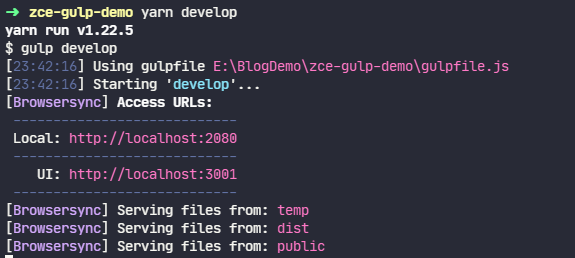 ➜ zce-gulp-demo yarn develop
yarn run v1.22.5
$ gulp develop
[23:42:16] Using gulpfile E:\BlogDemo\zce-gulp-demo\gulpfile.js
[23:42:16] Starting 'develop'...
[Browsersync] Access URLs:
----------------------------
Local: http://localhost:2080
----------------------------
UI: http://localhost:3001
----------------------------
[Browsersync] Serving files from: temp
[Browsersync] Serving files from: dist
[Browsersync] Serving files from: public